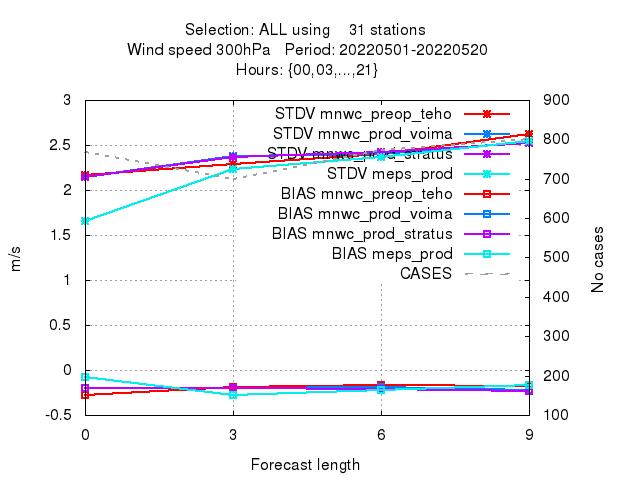 Selection: ALL using    31 stations
Wind speed 300hPa   Period: 20220501-20220520
Hours: {00,03,...,21}
3
2.5
2
1.5
1
0.5
0
-0.5
m/s
900
800
700
600
500
400
300
200
100
No cases
STDV mnwc_preop_teho
STDV mnwc_prod_voima
STDV mnwc_prod_stratus
STDV meps_prod
BIAS mnwc_preop_teho
BIAS mnwc_prod_voima
BIAS mnwc_prod_stratus
BIAS meps_prod
CASES
0 3 6 9
Forecast length